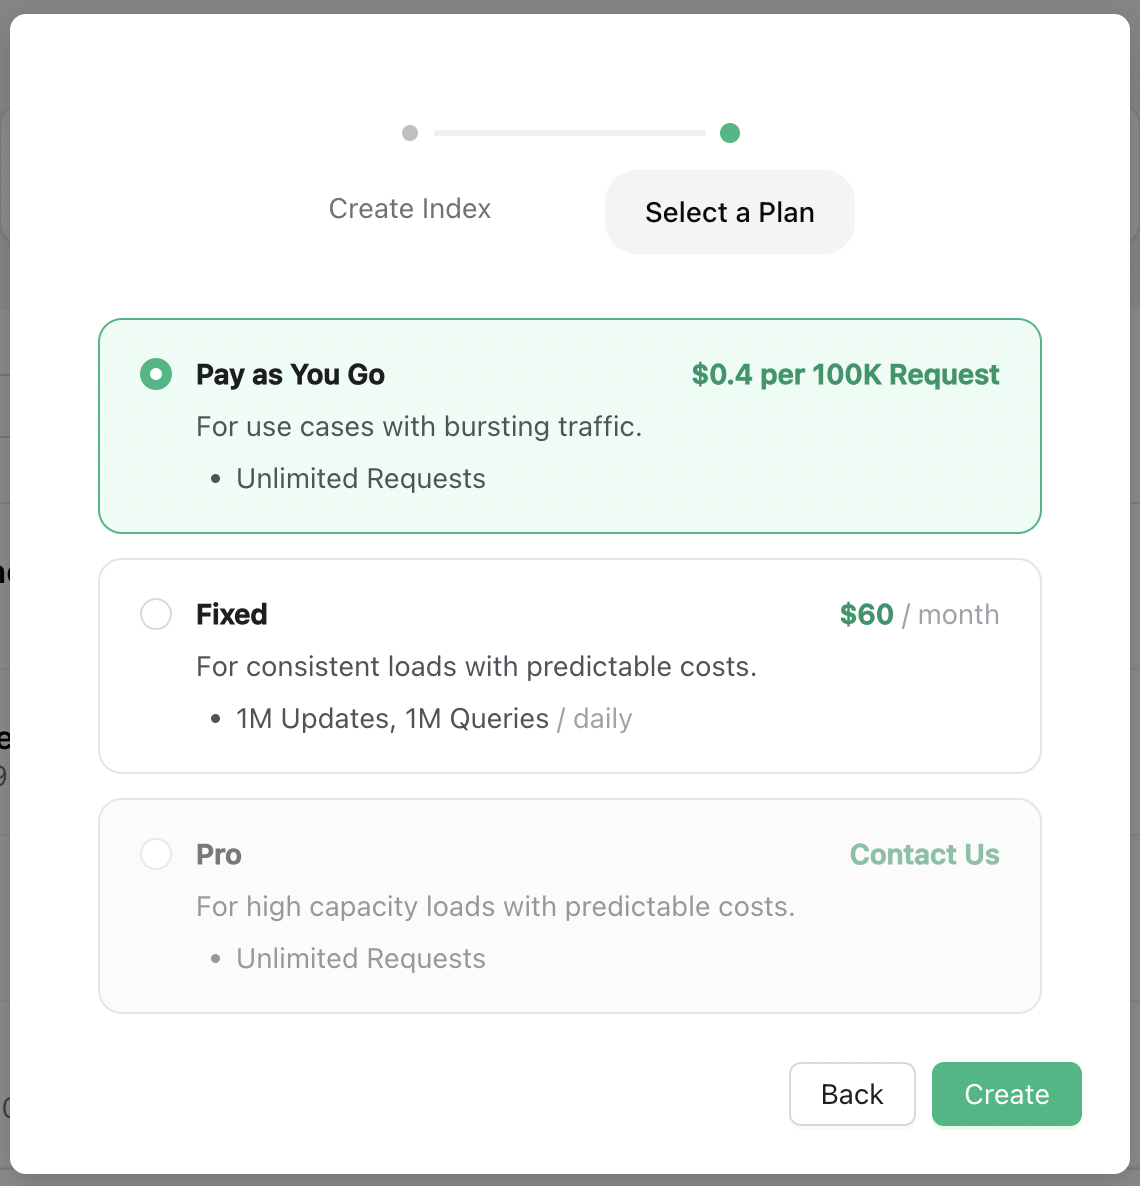 Create Index
Select a Plan
Pay as You Go
$0.4 per 100K Request
For use cases with bursting traffic.
• Unlimited Requests
Fixed
$60 / month
For consistent loads with predictable costs.
• 1M Updates, 1M Queries / daily
Pro
Contact Us
For high capacity loads with predictable costs.
• Unlimited Requests
Back
Create